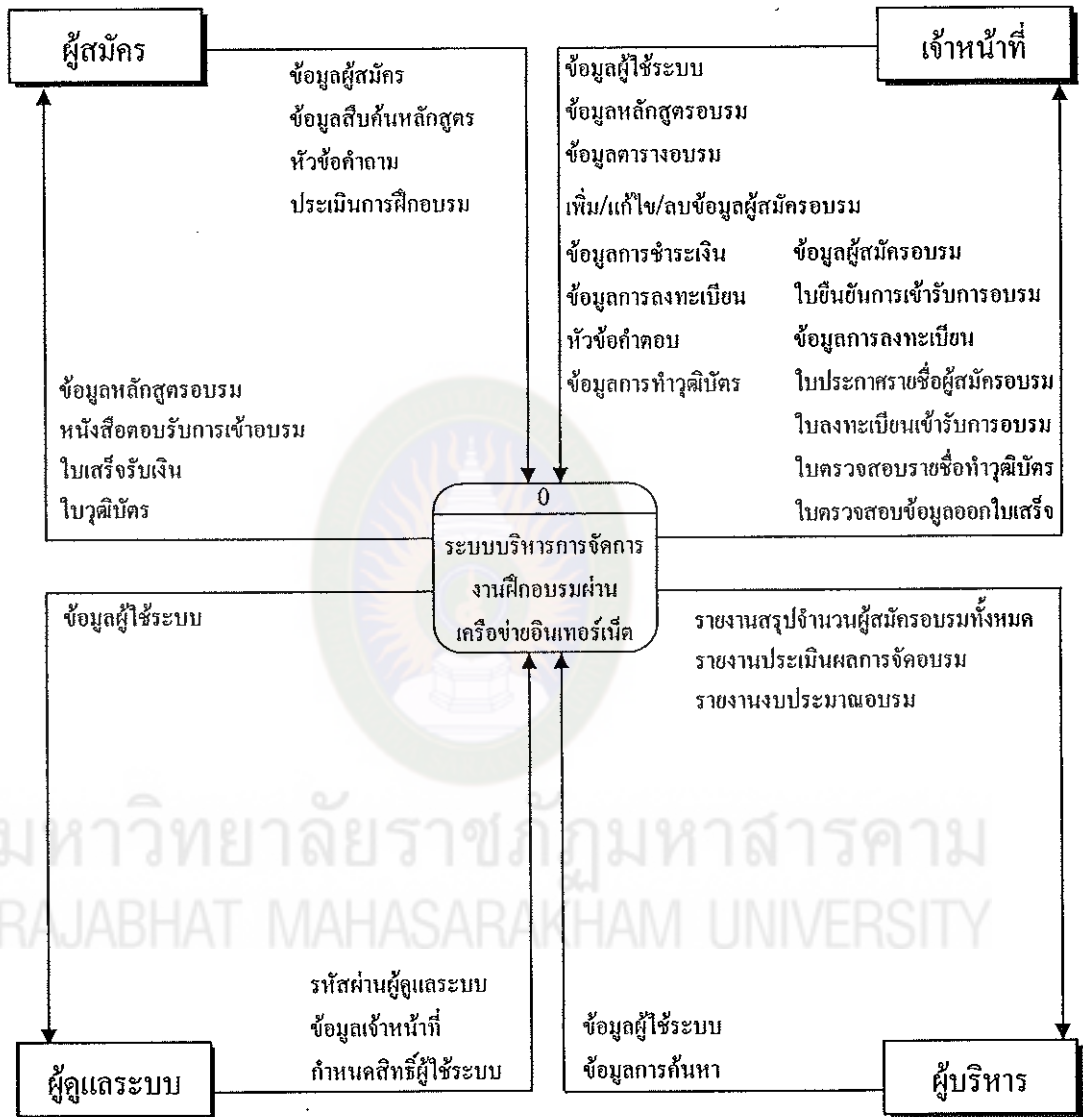 ผู้สมัคร
ข้อมูลผู้สมัคร
ข้อมูลสืบค้นหลักสูตร
หัวข้อคำถาม
ประเมินการฝึกอบรม
ข้อมูลหลักสูตรอบรม
หนังสือตอบรับการเข้าอบรม
ใบเสร็จรับเงิน
ใบวุฒิบัตร
เจ้าหน้าที่
ข้อมูลผู้ใช้ระบบ
ข้อมูลหลักสูตรอบรม
ข้อมูลตารางอบรม
เพิ่ม/แก้ไข/ลบข้อมูลผู้สมัครอบรม
ข้อมูลการชำระเงิน
ข้อมูลการลงทะเบียน
หัวข้อคำตอบ
ข้อมูลการทำวุฒิบัตร
ข้อมูลผู้สมัครอบรม
ใบยืนยันการเข้ารับการอบรม
ข้อมูลการลงทะเบียน
ใบประกาศรายชื่อผู้สมัครอบรม
ใบลงทะเบียนเข้ารับการอบรม
ใบตรวจสอบรายชื่อทำวุฒิบัตร
ใบตรวจสอบข้อมูลออกใบเสร็จ
0
ระบบบริหารการจัดการ
งานฝึกอบรมผ่าน
เครือข่ายอินเทอร์เน็ต
ข้อมูลผู้ใช้ระบบ
รายงานสรุปจำนวนผู้สมัครอบรมทั้งหมด
รายงานประเมินผลการจัดอบรม
รายงานงบประมาณอบรม
มหาวิทยาลัยราชภัฏมหาสารคาม
RAJABHAT MAHASARAKHAM UNIVERSITY
รหัสผ่านผู้ดูแลระบบ
ข้อมูลเจ้าหน้าที่
กำหนดสิทธิ์ผู้ใช้ระบบ
ผู้ดูแลระบบ
ข้อมูลผู้ใช้ระบบ
ข้อมูลการค้นหา
ผู้บริหาร